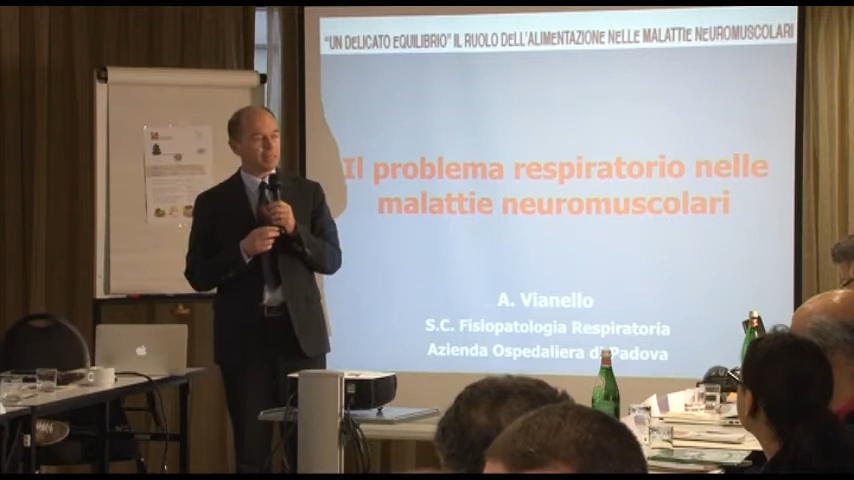 "UN DELICATO EQUILIBRIO" IL RUOLO DELL'ALIMENTAZIONE NELLE MALATTIE NEUROMUSCOLARI
Il problema respiratorio nelle
malattie neuromuscolari
A. Vianello
S.C. Fisiopatologia Respiratoria
Azienda Ospedaliera di Padova